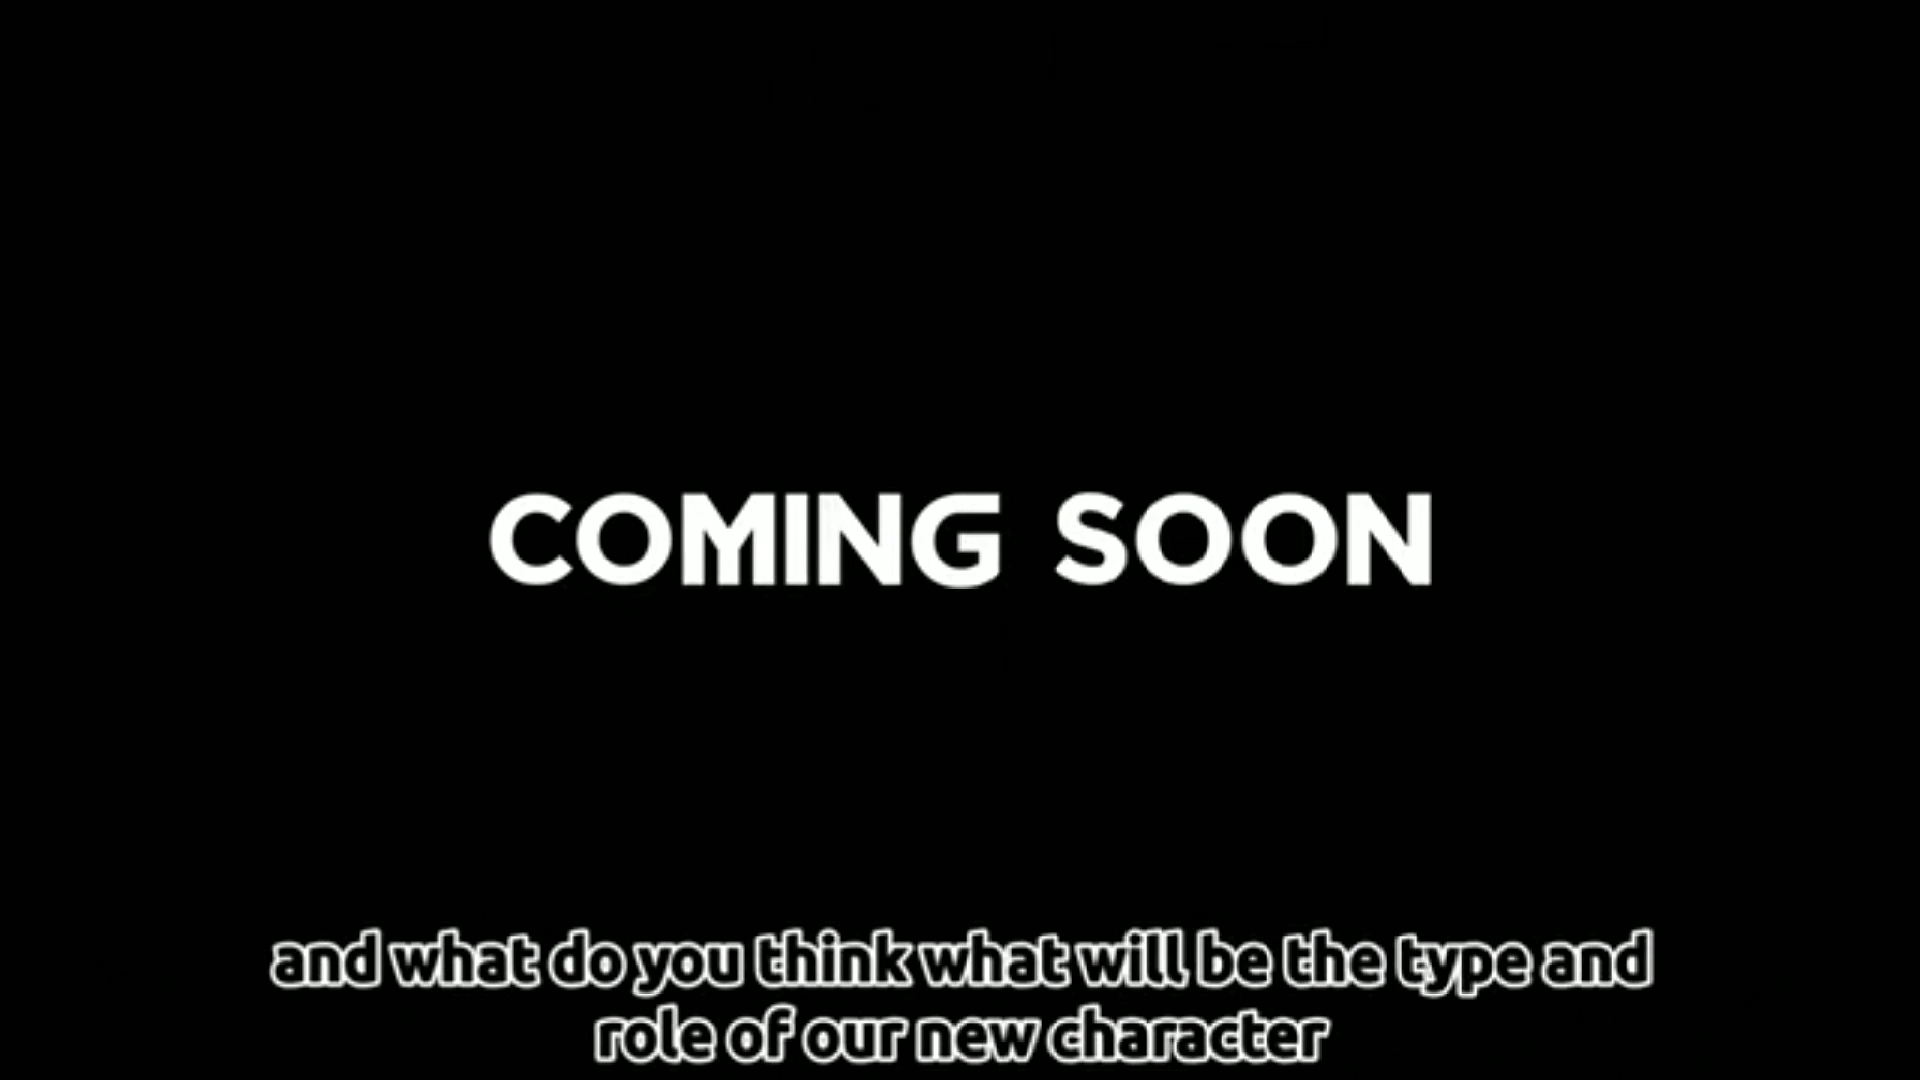 COMING SOON
and what do you think what will be the type and
role of our new character